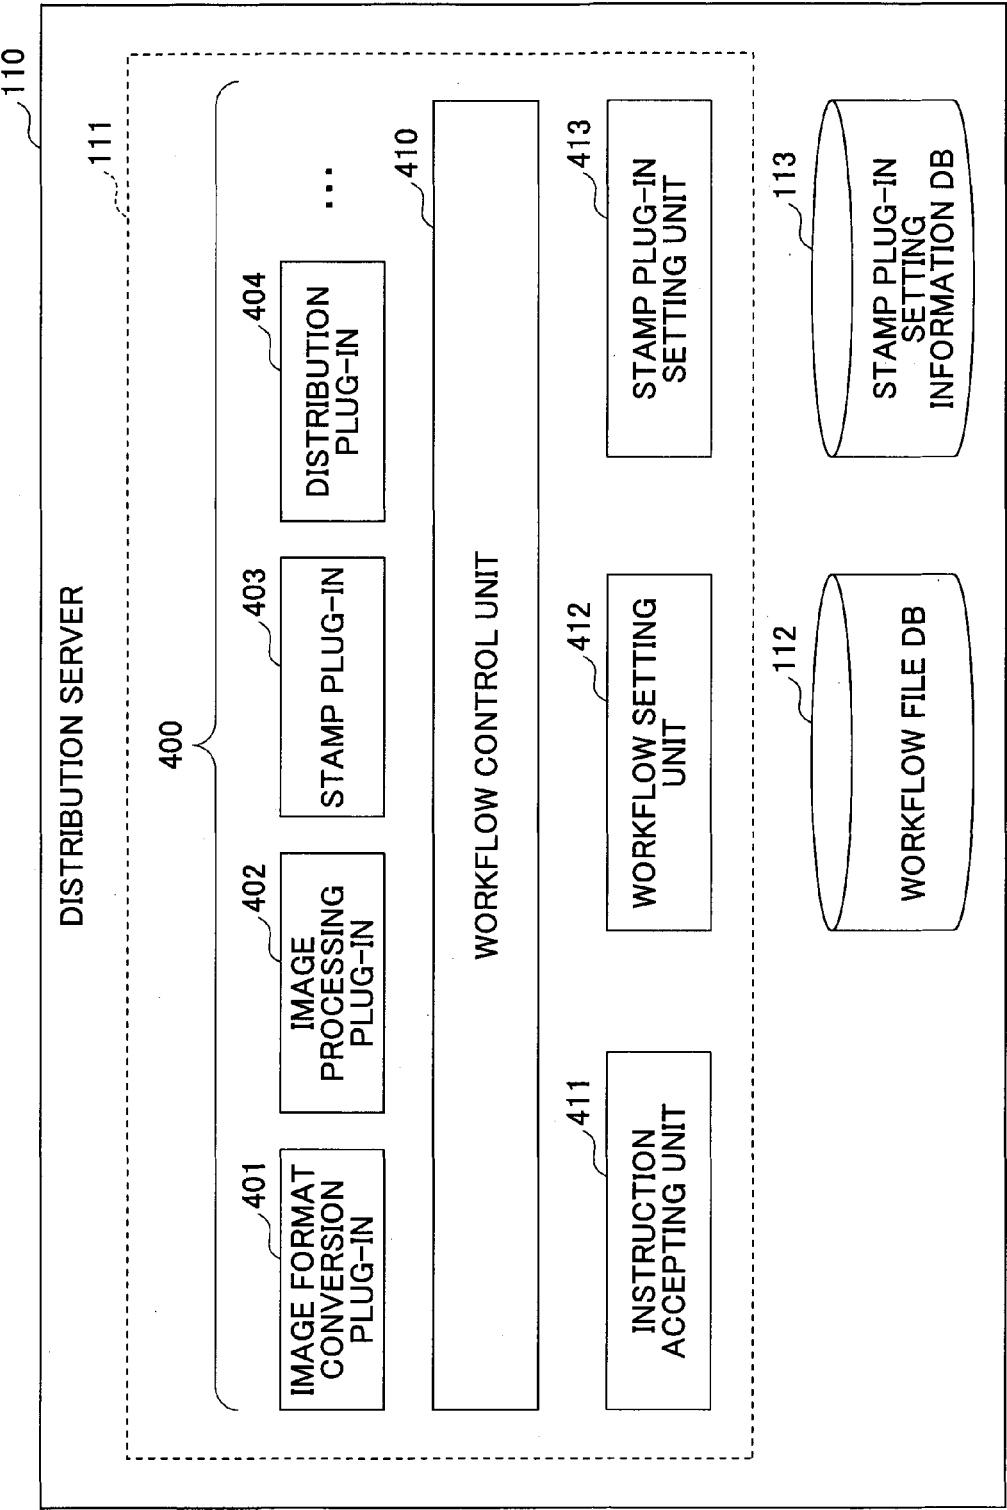 110
DISTRIBUTION SERVER
111
400
401
402
403
404
IMAGE FORMAT
CONVERSION
PLUG-IN
IMAGE
PROCESSING
PLUG-IN
STAMP PLUG-IN
DISTRIBUTION
PLUG-IN
...
410
WORKFLOW CONTROL UNIT
411
412
413
INSTRUCTION
ACCEPTING UNIT
WORKFLOW SETTING
UNIT
STAMP PLUG-IN
SETTING UNIT
112
113
WORKFLOW FILE DB
STAMP PLUG-IN
SETTING
INFORMATION DB